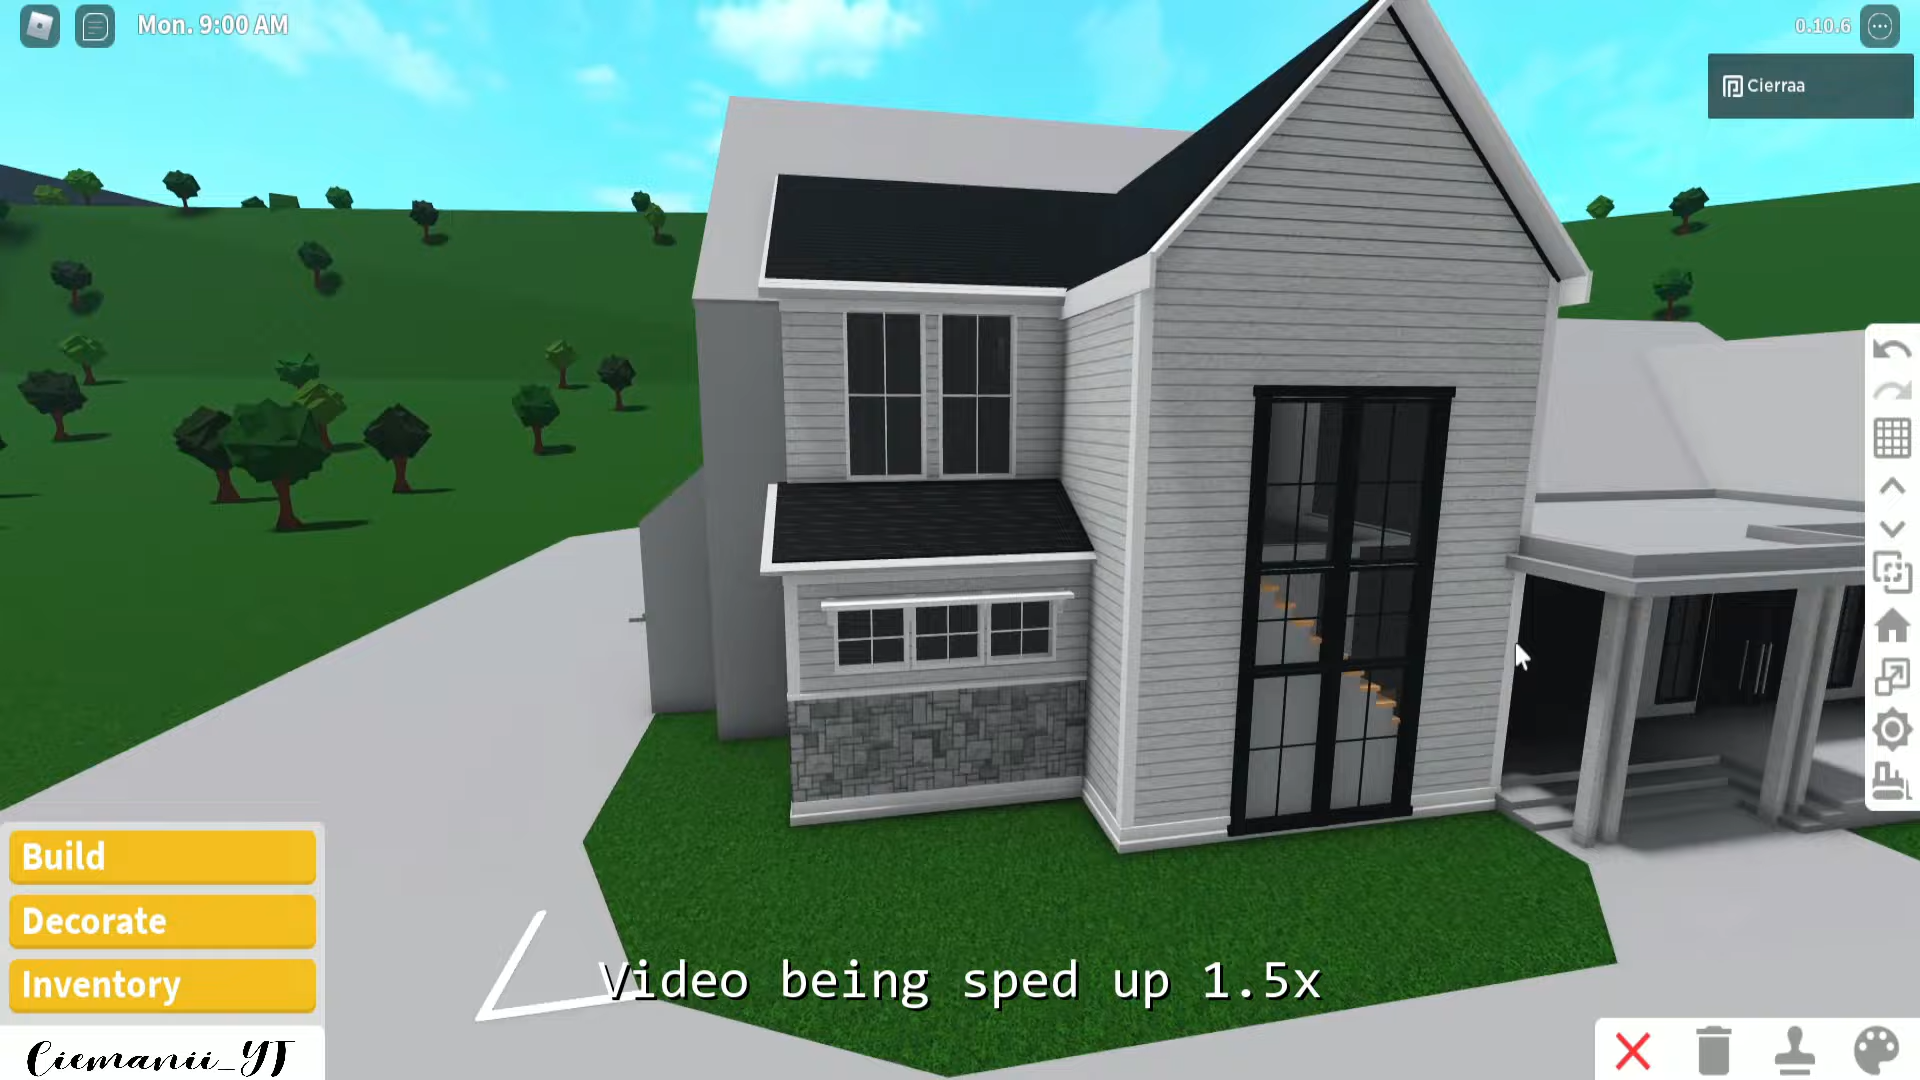 Mon. 9:00 AM
0.10.6
Cierraa
Build
Decorate
Inventory
Video being sped up 1.5x
Ciemanii_YT